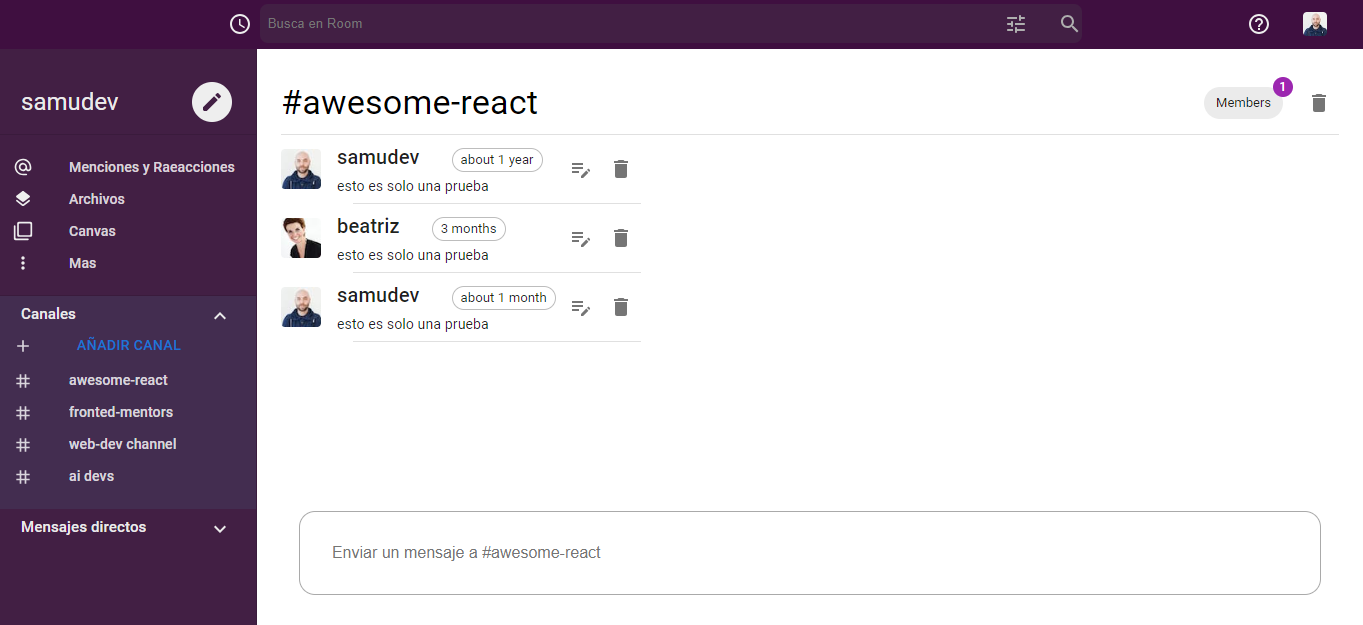 Busca en Room
samudev
Menciones y Raeacciones
Archivos
Canvas
Mas
Canales
AÑADIR CANAL
awesome-react
fronted-mentors
web-dev channel
ai devs
Mensajes directos
#awesome-react
Members 1
samudev about 1 year
esto es solo una prueba
beatriz 3 months
esto es solo una prueba
samudev about 1 month
esto es solo una prueba
Enviar un mensaje a #awesome-react